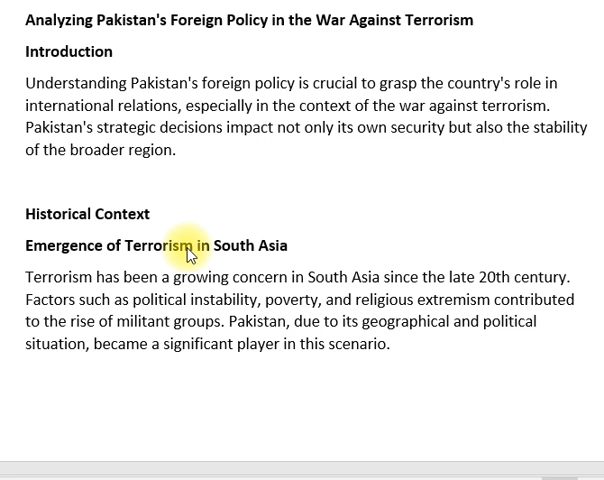 Analyzing Pakistan's Foreign Policy in the War Against Terrorism
Introduction
Understanding Pakistan's foreign policy is crucial to grasp the country's role in
international relations, especially in the context of the war against terrorism.
Pakistan's strategic decisions impact not only its own security but also the stability
of the broader region.
Historical Context
Emergence of Terrorism in South Asia
Terrorism has been a growing concern in South Asia since the late 20th century.
Factors such as political instability, poverty, and religious extremism contributed
to the rise of militant groups. Pakistan, due to its geographical and political
situation, became a significant player in this scenario.